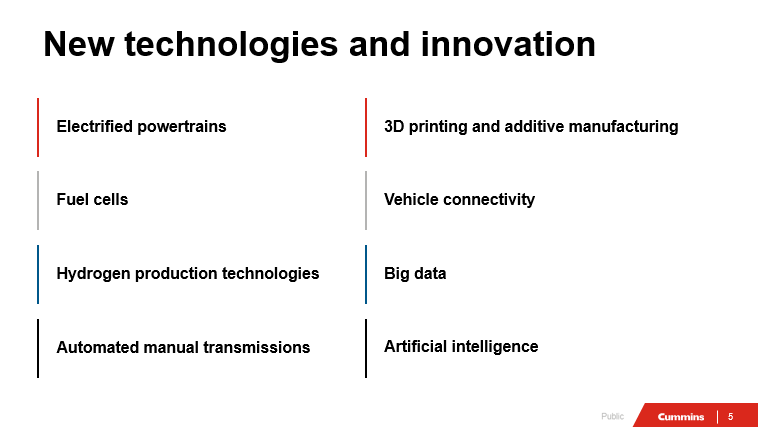 New technologies and innovation
Electrified powertrains
Fuel cells
Hydrogen production technologies
Automated manual transmissions
3D printing and additive manufacturing
Vehicle connectivity
Big data
Artificial intelligence
Public
Cummins
5